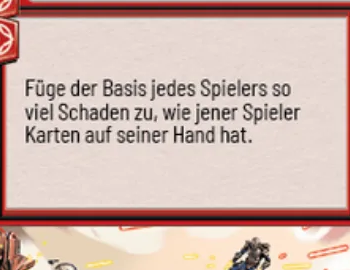 Füge der Basis jedes Spielers so
viel Schaden zu, wie jener Spieler
Karten auf seiner Hand hat.